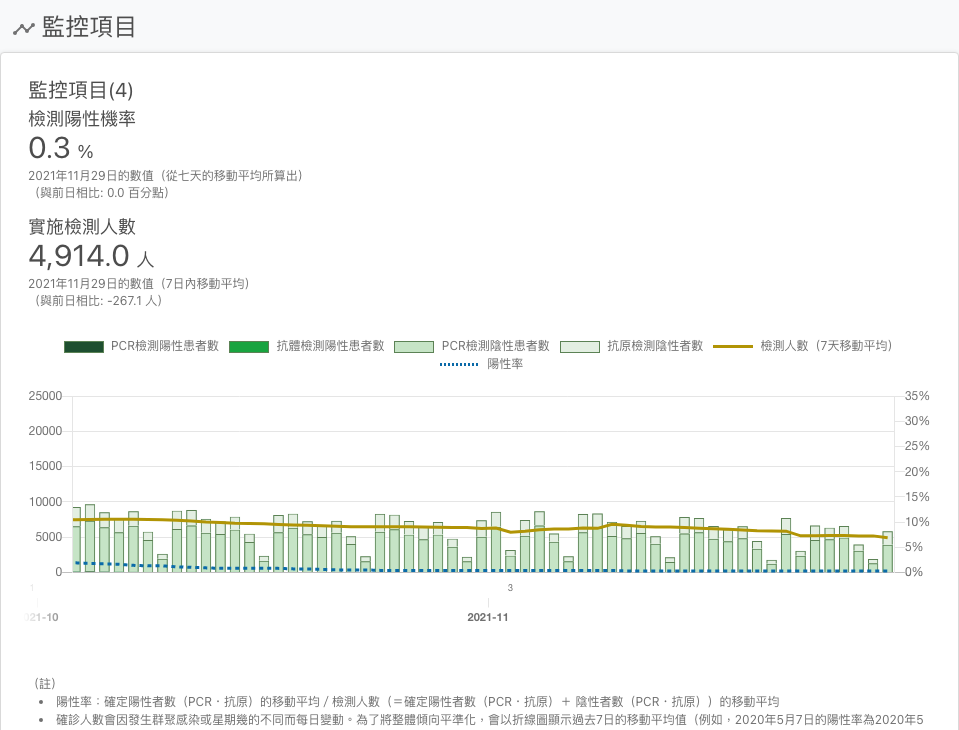 監控項目
監控項目(4)
檢測陽性機率
0.3 %
2021年11月29日的數值（從七天的移動平均所算出）
（與前日相比: 0.0 百分點）
實施檢測人數
4,914.0 人
2021年11月29日的數值（7日內移動平均）
（與前日相比: -267.1 人）
PCR檢測陽性患者數 抗體檢測陽性患者數 PCR檢測陰性患者數 抗原檢測陰性者數 檢測人數（7天移動平均）
陽性率
25000 35%
30%
20000
25%
15000 20%
15%
10000
10%
5000
5%
0 0%
1 3
21-10 2021-11
（註）
• 陽性率：確定陽性者數（PCR・抗原）的移動平均 / 檢測人數（＝確定陽性者數（PCR・抗原）＋ 陰性者數（PCR・抗原））的移動平均
• 確診人數會因發生群聚感染或星期幾的不同而每日變動。為了將整體傾向平準化，會以折線圖顯示過去7日的移動平均值（例如，2020年5月7日的陽性率為2020年5